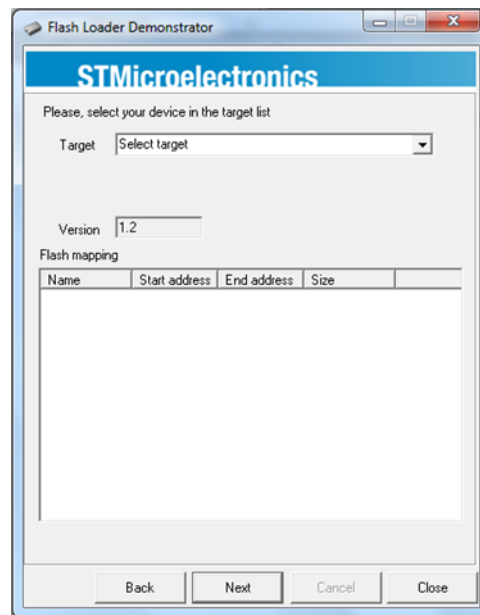 Flash Loader Demonstrator
STMicroelectronics
Please, select your device in the target list
Target Select target
Version 1.2
Flash mapping
Name Start address End address Size
Back Next Cancel Close